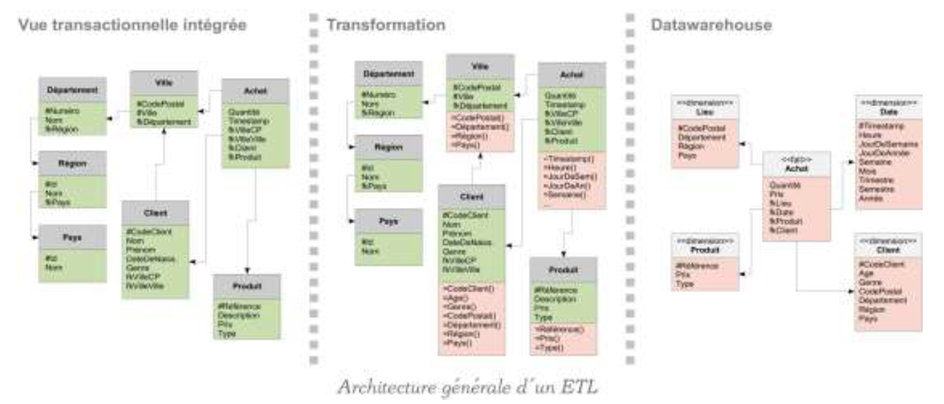 Vue transactionnelle intégrée
Département
#Numéro
Nom
fkRégion
Ville
#CodePostal
#Ville
fkDépartement
Achat
Quantité
Timestamp
fkVilleCP
fkVilleVille
fkClient
fkProduit
Région
#Id
Nom
fkPays
Pays
#Id
Nom
Client
#CodeClient
Nom
Prénom
DateDeNaiss.
Genre
fkVilleCP
fkVilleVille
Produit
#Référence
Description
Prix
Type
Transformation
Département
#Numéro
Nom
fkRégion
Ville
#CodePostal
#Ville
fkDépartement
+CodePostal()
+Département()
+Région()
+Pays()
Achat
Quantité
Timestamp
fkVilleCP
fkVilleVille
fkClient
fkProduit
+Timestamp()
+Heure()
+JourDeSem()
+JourDeAn()
+Semaine()
...
Région
#Id
Nom
fkPays
Pays
#Id
Nom
Client
#CodeClient
Nom
Prénom
DateDeNaiss.
Genre
fkVilleCP
fkVilleVille
+CodeClient()
+Age()
+Genre()
+CodePostal()
+Département()
+Région()
+Pays()
Produit
#Référence
Description
Prix
Type
+Référence()
+Prix()
+Type()
Datawarehouse
<<dimension>>
Lieu
#CodePostal
Département
Région
Pays
<<dimension>>
Date
#Timestamp
Heure
JourDeSemaine
JourDeAnnée
Semaine
Mois
Trimestre
Semestre
Année
<<fait>>
Achat
Quantité
Prix
fkLieu
fkDate
fkProduit
fkClient
<<dimension>>
Produit
#Référence
Prix
Type
<<dimension>>
Client
#CodeClient
Age
Genre
CodePostal
Département
Région
Pays
Architecture générale d'un ETL